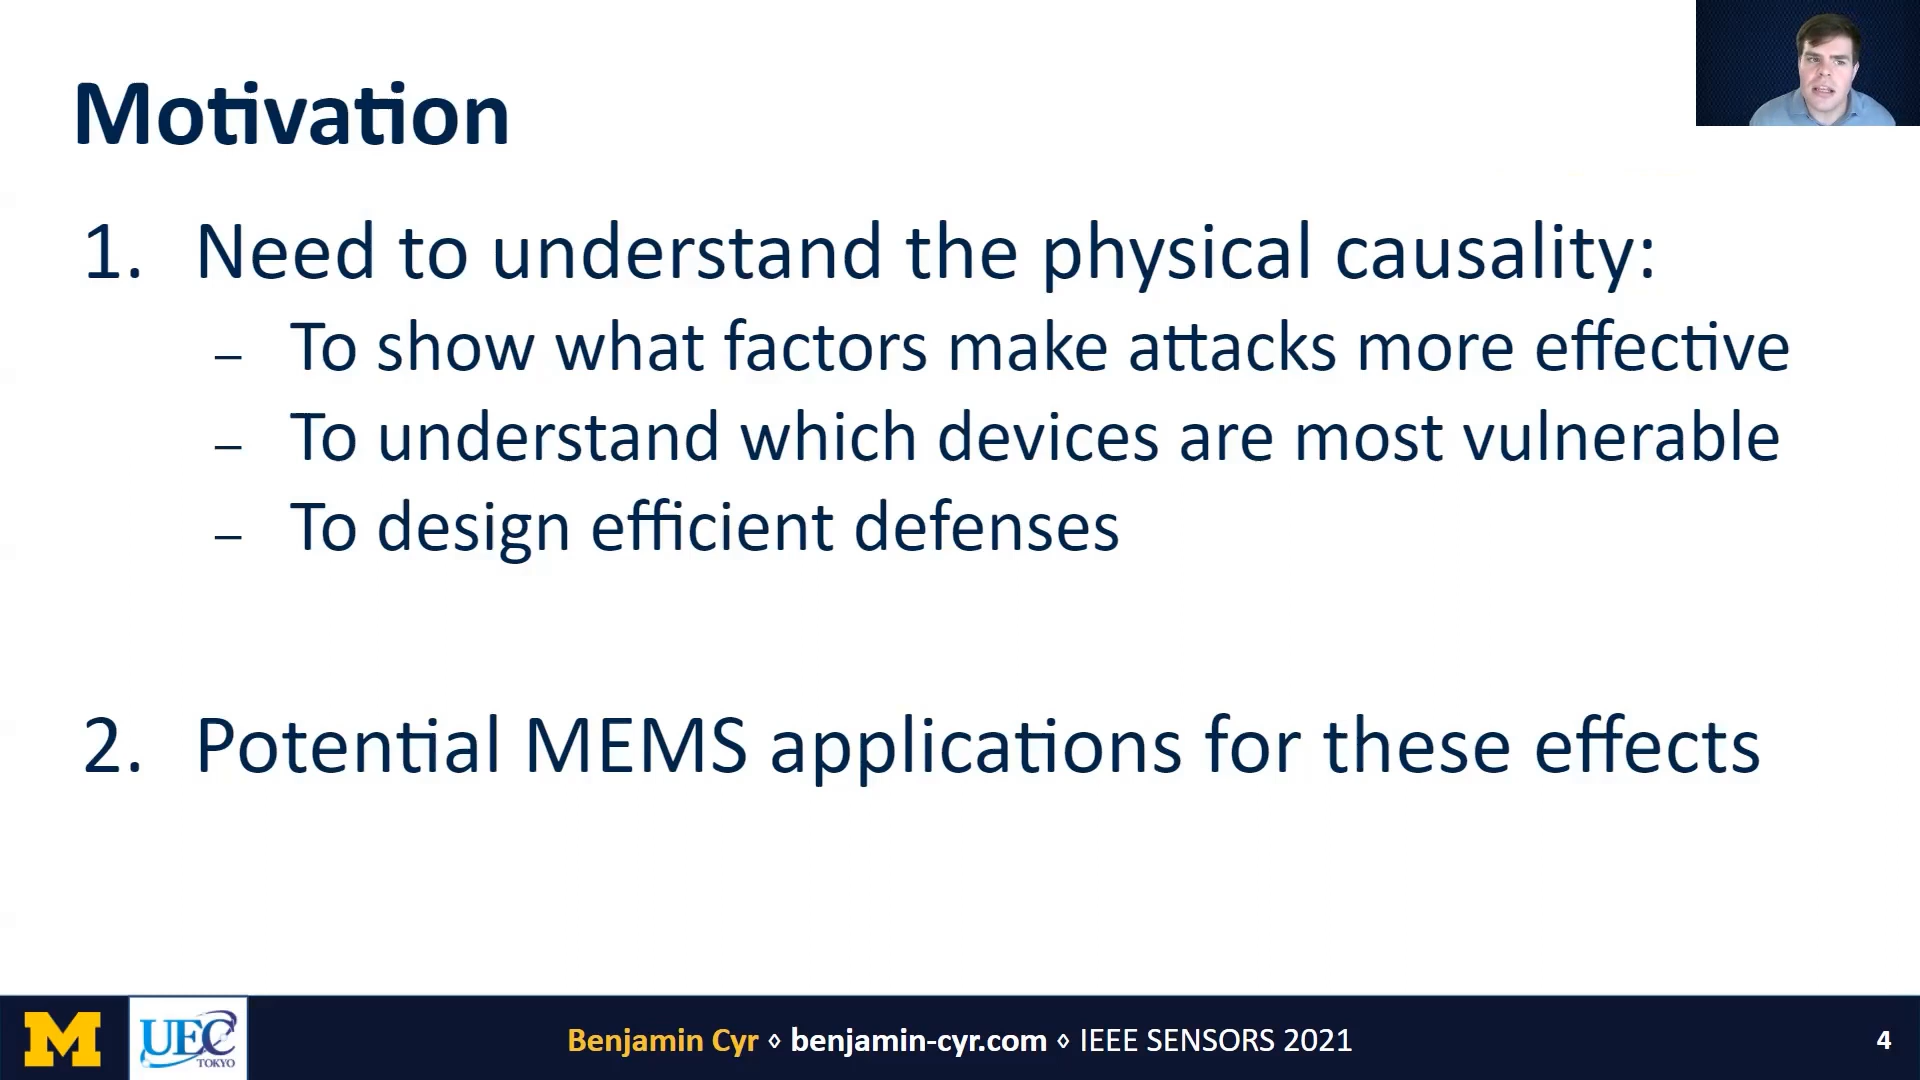 Motivation
1. Need to understand the physical causality:
– To show what factors make attacks more effective
– To understand which devices are most vulnerable
– To design efficient defenses
2. Potential MEMS applications for these effects
M UEC TOKYO Benjamin Cyr ◊ benjamin-cyr.com ◊ IEEE SENSORS 2021 4